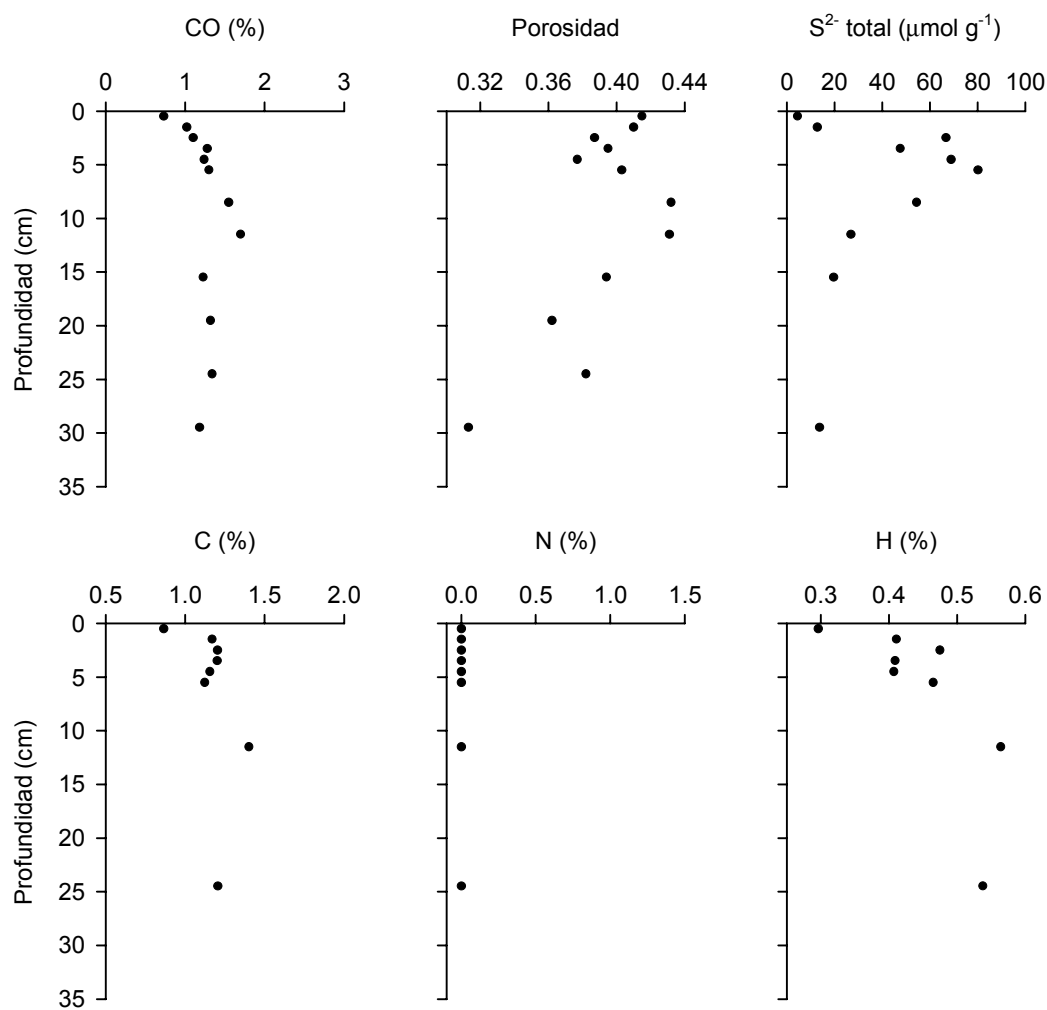 CO (%)
Porosidad
S²⁻ total (μmol g⁻¹)
0 1 2 3
0.32 0.36 0.40 0.44
0 20 40 60 80 100
0
5
10
15
20
25
30
35
Profundidad (cm)
C (%)
N (%)
H (%)
0.5 1.0 1.5 2.0
0.0 0.5 1.0 1.5
0.3 0.4 0.5 0.6
0
5
10
15
20
25
30
35
Profundidad (cm)